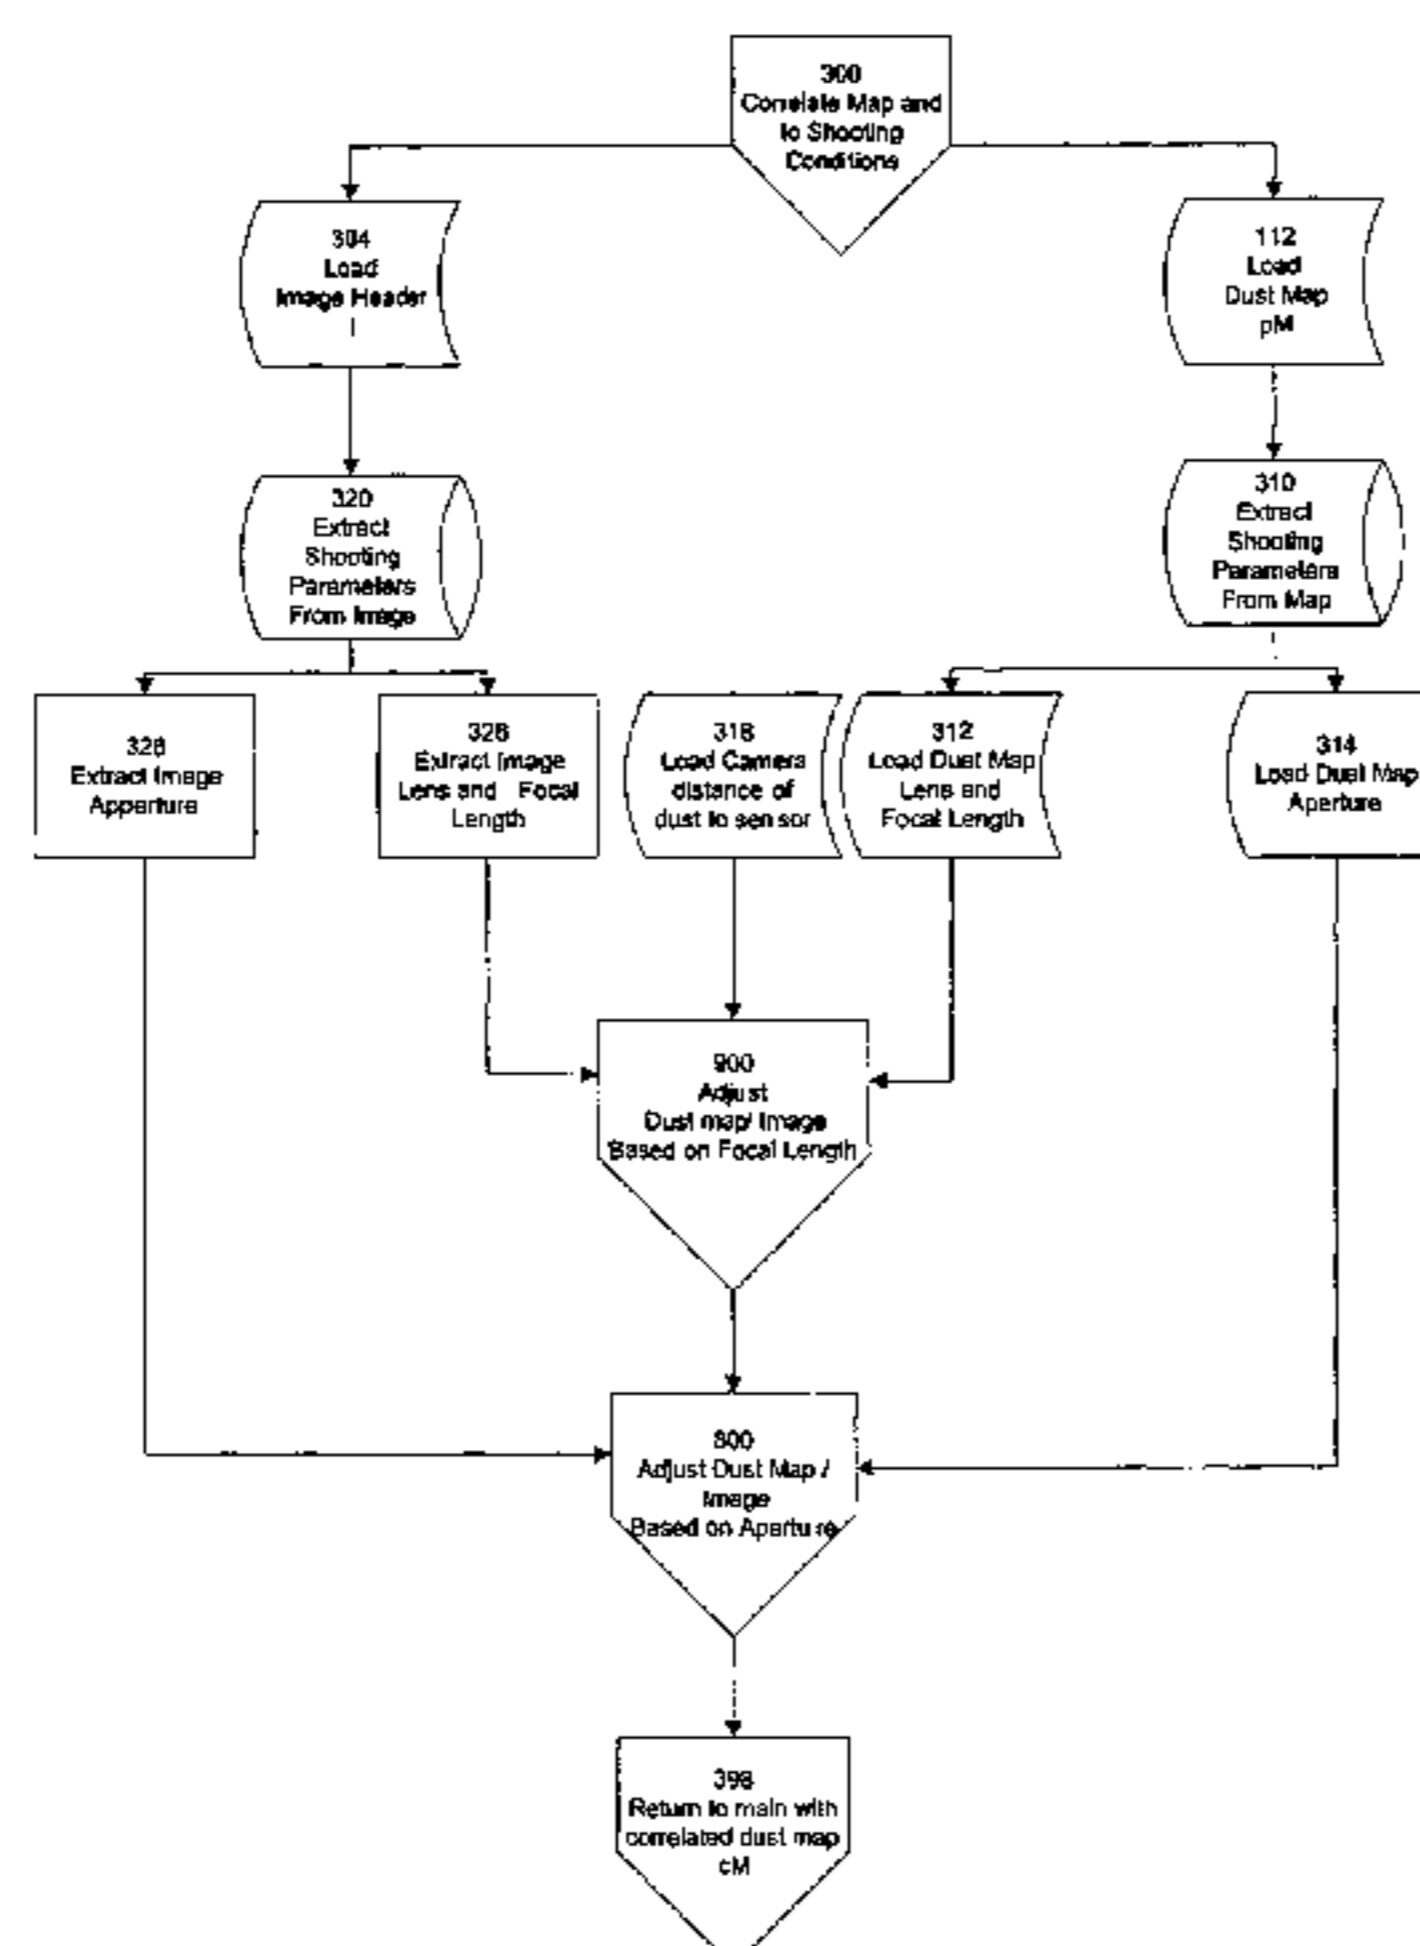 300
Correlate Map and
to Shooting
Conditions
304
Load
Image Header
I
112
Load
Dust Map
pM
320
Extract
Shooting
Parameters
From Image
310
Extract
Shooting
Parameters
From Map
326
Extract Image
Apperture
328
Extract Image
Lens and Focal
Length
318
Load Camera
distance of
dust to sensor
312
Load Dust Map
Lens and
Focal Length
314
Load Dust Map
Aperture
900
Adjust
Dust map/ Image
Based on Focal Length
800
Adjust Dust Map /
Image
Based on Aperture
398
Return to main with
correlated dust map
cM